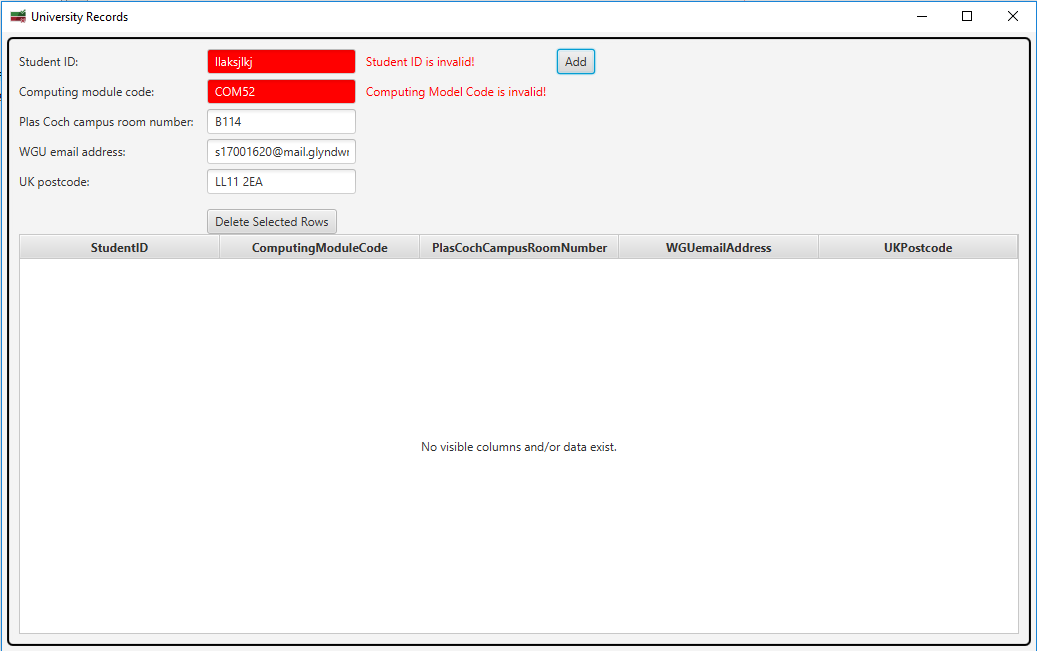 University Records
Student ID: llaksjlkj Student ID is invalid! Add
Computing module code: COM52 Computing Model Code is invalid!
Plas Coch campus room number: B114
WGU email address: s17001620@mail.glyndwr
UK postcode: LL11 2EA
Delete Selected Rows
StudentID ComputingModuleCode PlasCochCampusRoomNumber WGUemailAddress UKPostcode
No visible columns and/or data exist.